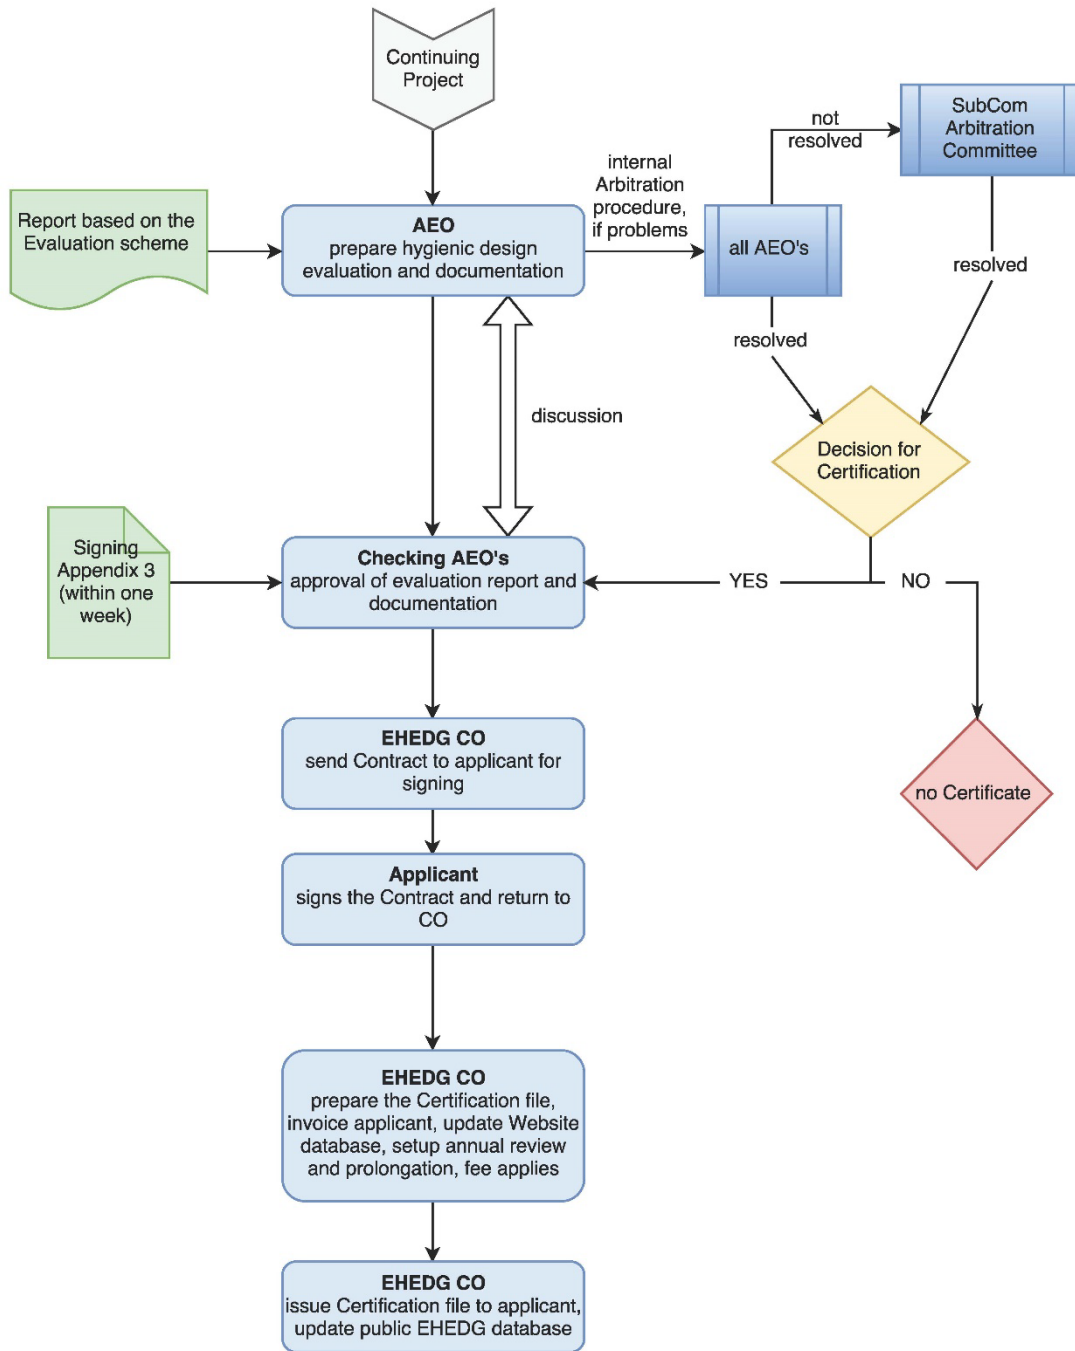 Continuing
Project
SubCom
Arbitration
Committee
not
resolved
internal
Arbitration
procedure,
if problems
Report based on the
Evaluation scheme
AEO
prepare hygienic design
evaluation and documentation
all AEO's
resolved
resolved
discussion
Decision for
Certification
Signing
Appendix 3
(within one
week)
Checking AEO's
approval of evaluation report and
documentation
YES
NO
EHEDG CO
send Contract to applicant for
signing
no Certificate
Applicant
signs the Contract and return to
CO
EHEDG CO
prepare the Certification file,
invoice applicant, update Website
database, setup annual review
and prolongation, fee applies
EHEDG CO
issue Certification file to applicant,
update public EHEDG database